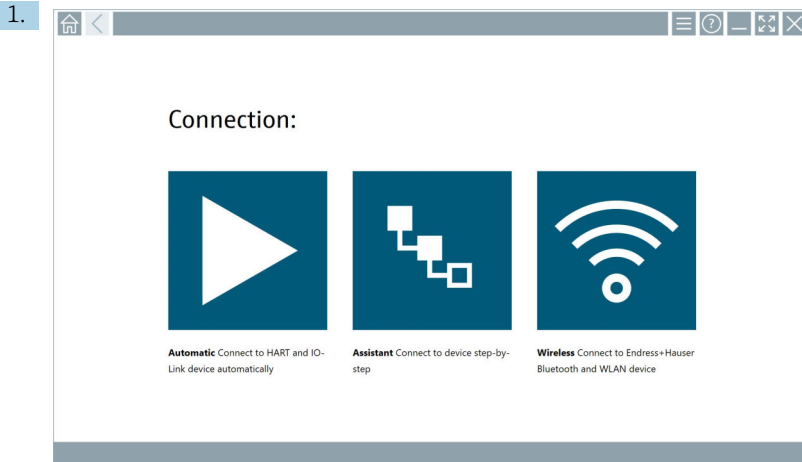 1.
?
Connection:
Automatic Connect to HART and IO-
Link device automatically
Assistant Connect to device step-by-
step
Wireless Connect to Endress+Hauser
Bluetooth and WLAN device